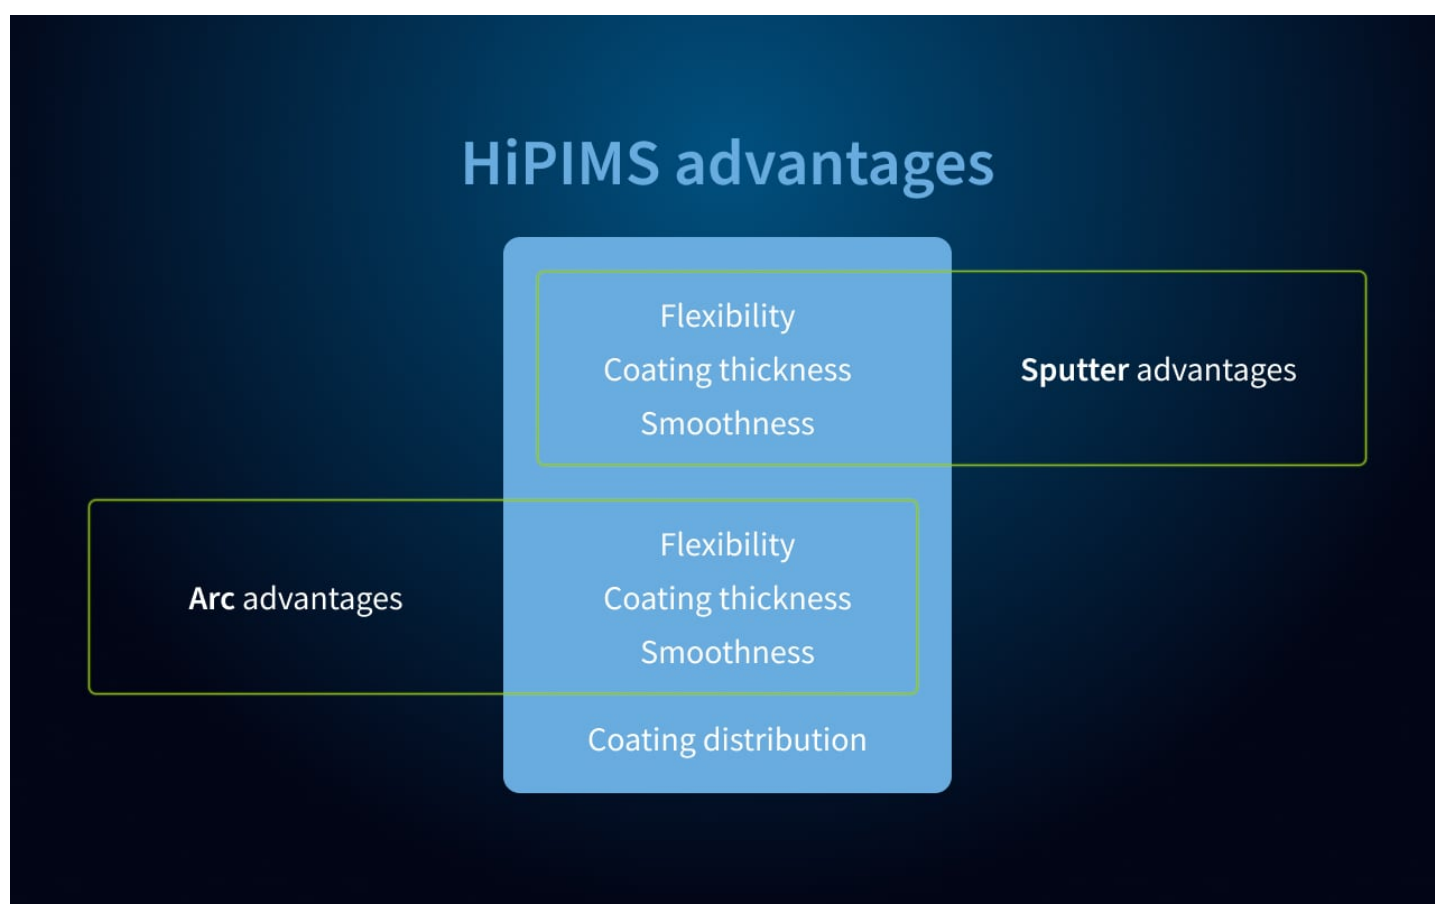 HiPIMS advantages
Flexibility
Coating thickness
Smoothness
Sputter advantages
Arc advantages
Flexibility
Coating thickness
Smoothness
Coating distribution